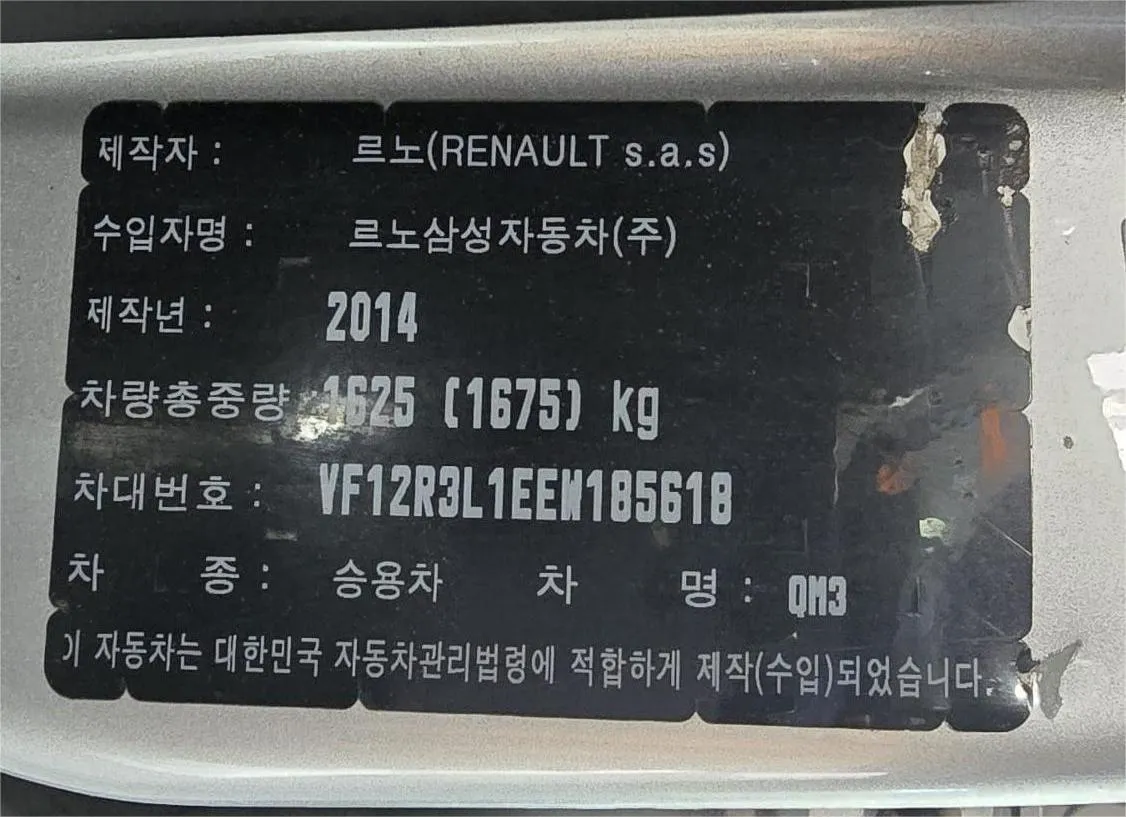 제작자 : 르노(RENAULT s.a.s)
수입자명 : 르노삼성자동차(주)
제작년 : 2014
차량총중량 1625 (1675) kg
차대번호 : VF12R3L1EEW185618
차 종 : 승용차 차 명 : QM3
이 자동차는 대한민국 자동차관리법령에 적합하게 제작(수입)되었습니다.